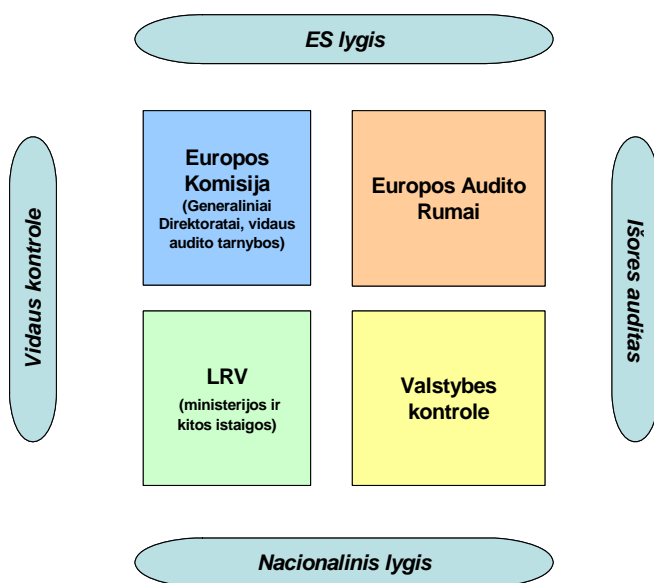 ES lygis
Vidaus kontrole
Europos
Komisija
(Generaliniai
Direktoratai, vidaus
audito tarnybos)
Europos Audito
Rumai
Išores auditas
LRV
(ministerijos ir
kitos istaigos)
Valstybes
kontrole
Nacionalinis lygis